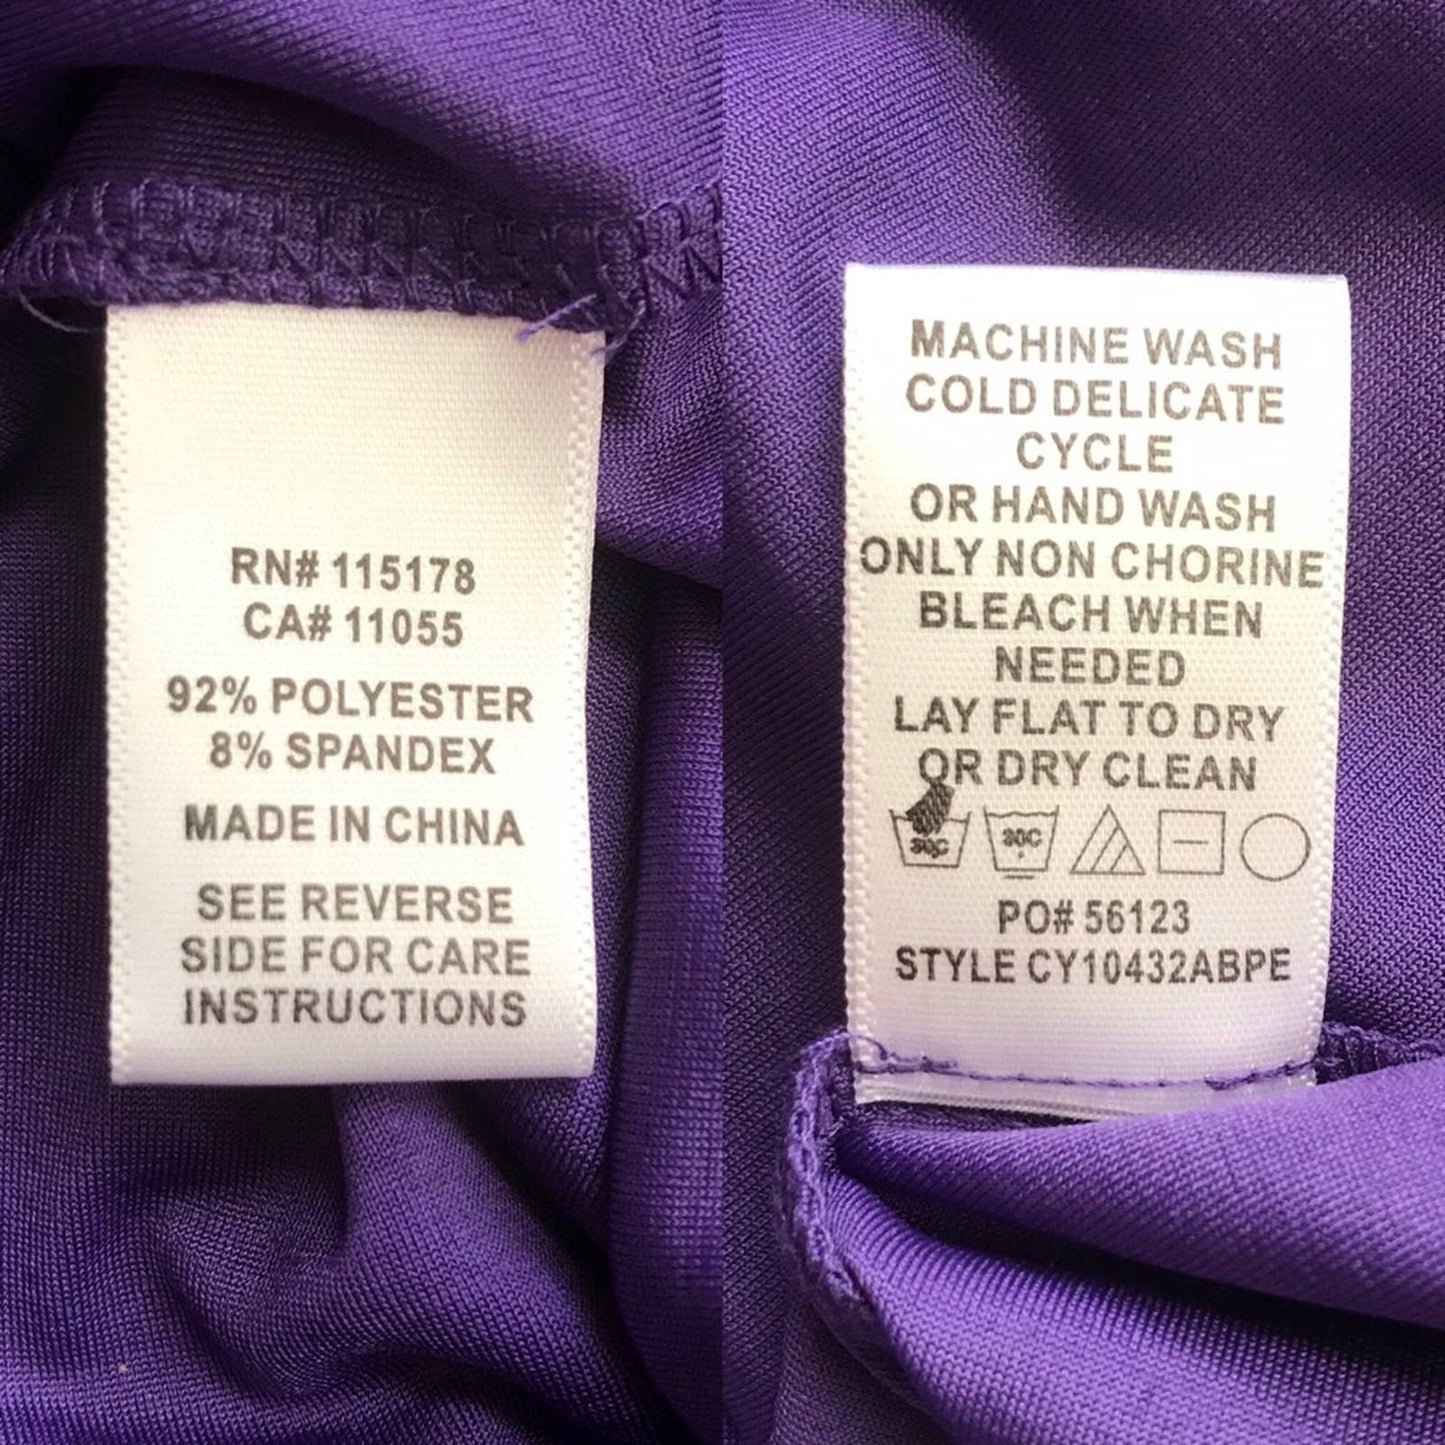 RN# 115178
CA# 11055
92% POLYESTER
8% SPANDEX
MADE IN CHINA
SEE REVERSE
SIDE FOR CARE
INSTRUCTIONS
MACHINE WASH
COLD DELICATE
CYCLE
OR HAND WASH
ONLY NON CHORINE
BLEACH WHEN
NEEDED
LAY FLAT TO DRY
OR DRY CLEAN
30C 30C
PO# 56123
STYLE CY10432ABPE